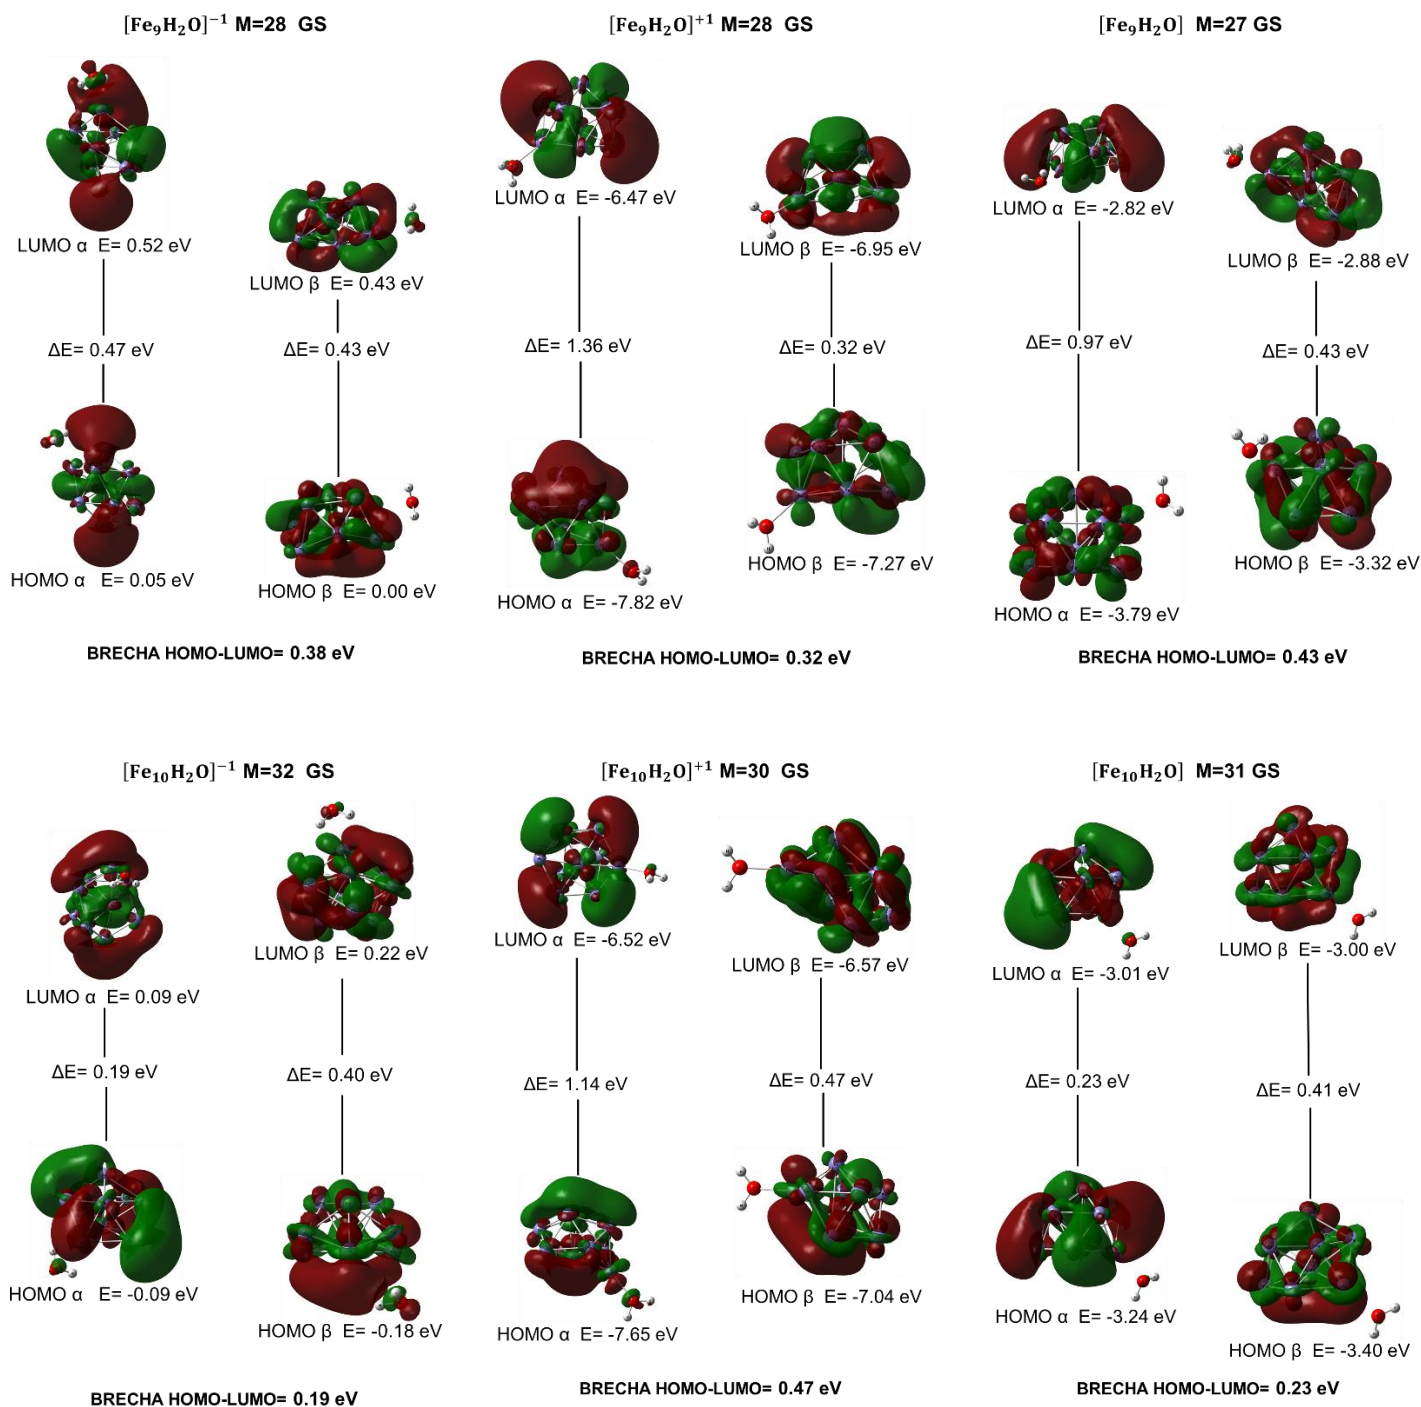 [Fe₉H₂O]⁻¹ M=28 GS
LUMO α E= 0.52 eV
LUMO β E= 0.43 eV
ΔE= 0.47 eV
ΔE= 0.43 eV
HOMO α E= 0.05 eV
HOMO β E= 0.00 eV
BRECHA HOMO-LUMO= 0.38 eV
[Fe₉H₂O]⁺¹ M=28 GS
LUMO α E= -6.47 eV
LUMO β E= -6.95 eV
ΔE= 1.36 eV
ΔE= 0.32 eV
HOMO α E= -7.82 eV
HOMO β E= -7.27 eV
BRECHA HOMO-LUMO= 0.32 eV
[Fe₉H₂O] M=27 GS
LUMO α E= -2.82 eV
LUMO β E= -2.88 eV
ΔE= 0.97 eV
ΔE= 0.43 eV
HOMO α E= -3.79 eV
HOMO β E= -3.32 eV
BRECHA HOMO-LUMO= 0.43 eV
[Fe₁₀H₂O]⁻¹ M=32 GS
LUMO α E= 0.09 eV
LUMO β E= 0.22 eV
ΔE= 0.19 eV
ΔE= 0.40 eV
HOMO α E= -0.09 eV
HOMO β E= -0.18 eV
BRECHA HOMO-LUMO= 0.19 eV
[Fe₁₀H₂O]⁺¹ M=30 GS
LUMO α E= -6.52 eV
LUMO β E= -6.57 eV
ΔE= 1.14 eV
ΔE= 0.47 eV
HOMO α E= -7.65 eV
HOMO β E= -7.04 eV
BRECHA HOMO-LUMO= 0.47 eV
[Fe₁₀H₂O] M=31 GS
LUMO α E= -3.01 eV
LUMO β E= -3.00 eV
ΔE= 0.23 eV
ΔE= 0.41 eV
HOMO α E= -3.24 eV
HOMO β E= -3.40 eV
BRECHA HOMO-LUMO= 0.23 eV